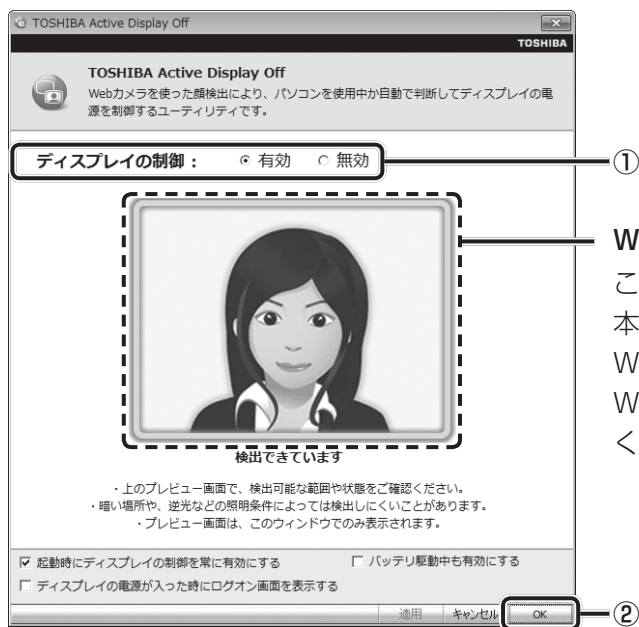 TOSHIBA Active Display Off
TOSHIBA
TOSHIBA Active Display Off
Webカメラを使った顔検出により、パソコンを使用中か自動で判断してディスプレイの電
源を制御するユーティリティです。
ディスプレイの制御： 有効 無効
①
W
こ
本
W
W
く
検出できています
・上のプレビュー画面で、検出可能な範囲や状態をご確認ください。
・暗い場所や、逆光などの照明条件によっては検出しにくいことがあります。
・プレビュー画面は、このウィンドウでのみ表示されます。
起動時にディスプレイの制御を常に有効にする バッテリ駆動中も有効にする
ディスプレイの電源が入った時にログオン画面を表示する
適用 キャンセル OK ②